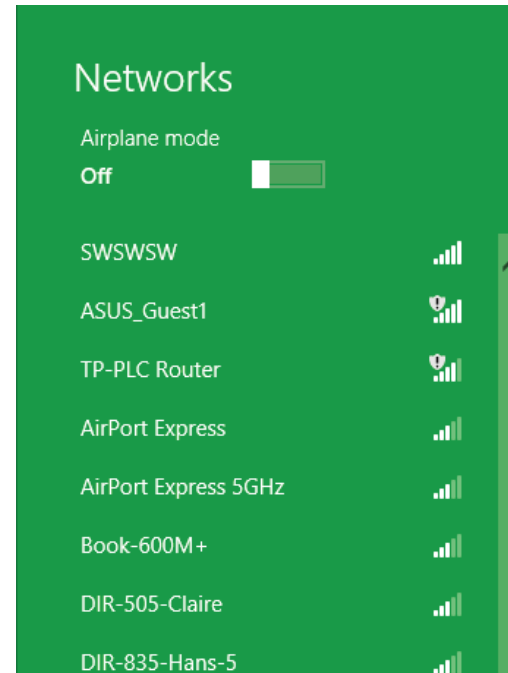 Networks
Airplane mode
Off
SWSWSW
ASUS_Guest1
TP-PLC Router
AirPort Express
AirPort Express 5GHz
Book-600M+
DIR-505-Claire
DIR-835-Hans-5